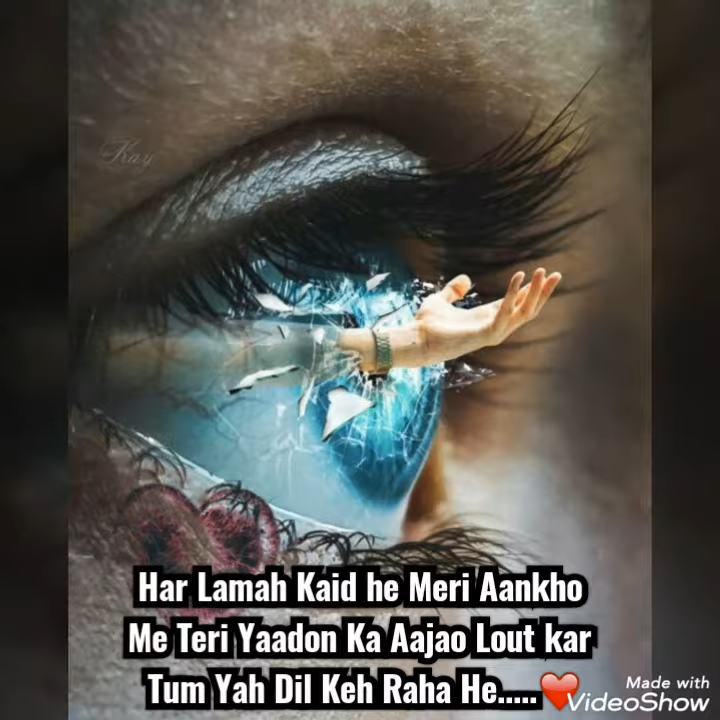 Kay
Har Lamah Kaid he Meri Aankho
Me Teri Yaadon Ka Aajao Lout kar
Tum Yah Dil Keh Raha He.....❤️
Made with
VideoShow